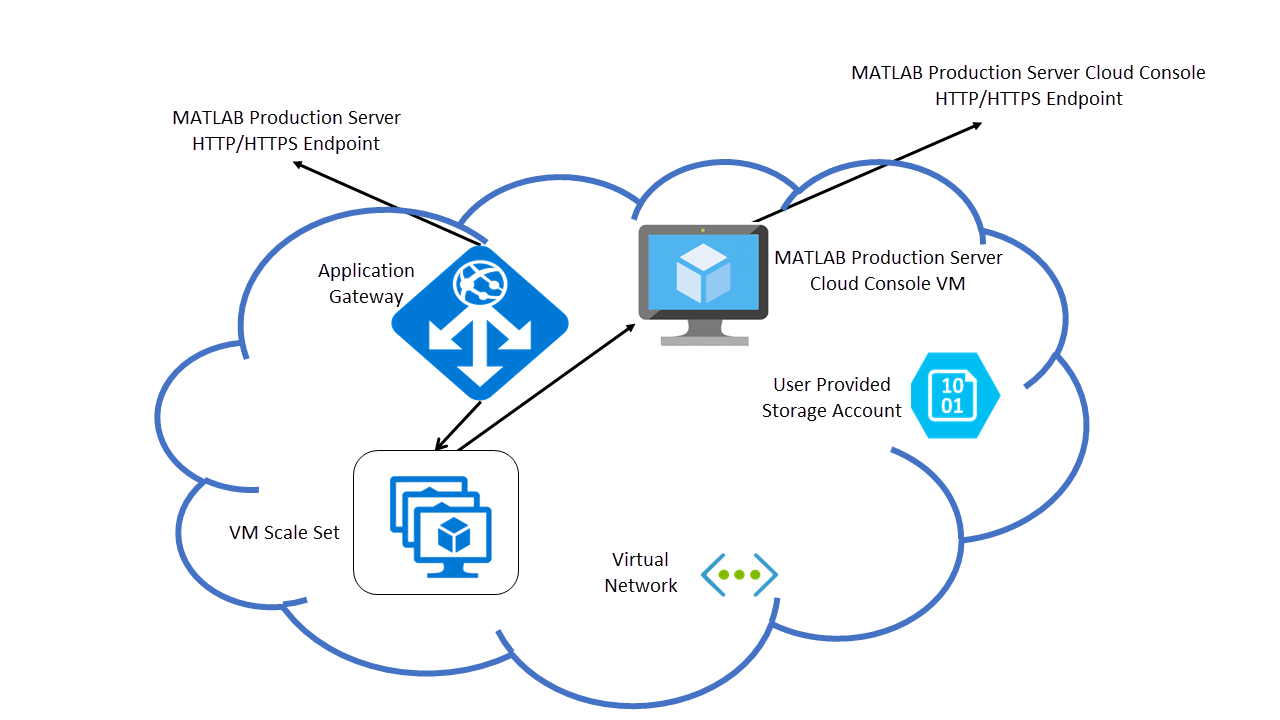 MATLAB Production Server Cloud Console
HTTP/HTTPS Endpoint
MATLAB Production Server
HTTP/HTTPS Endpoint
Application
Gateway
MATLAB Production Server
Cloud Console VM
User Provided
Storage Account
10
01
VM Scale Set
Virtual
Network